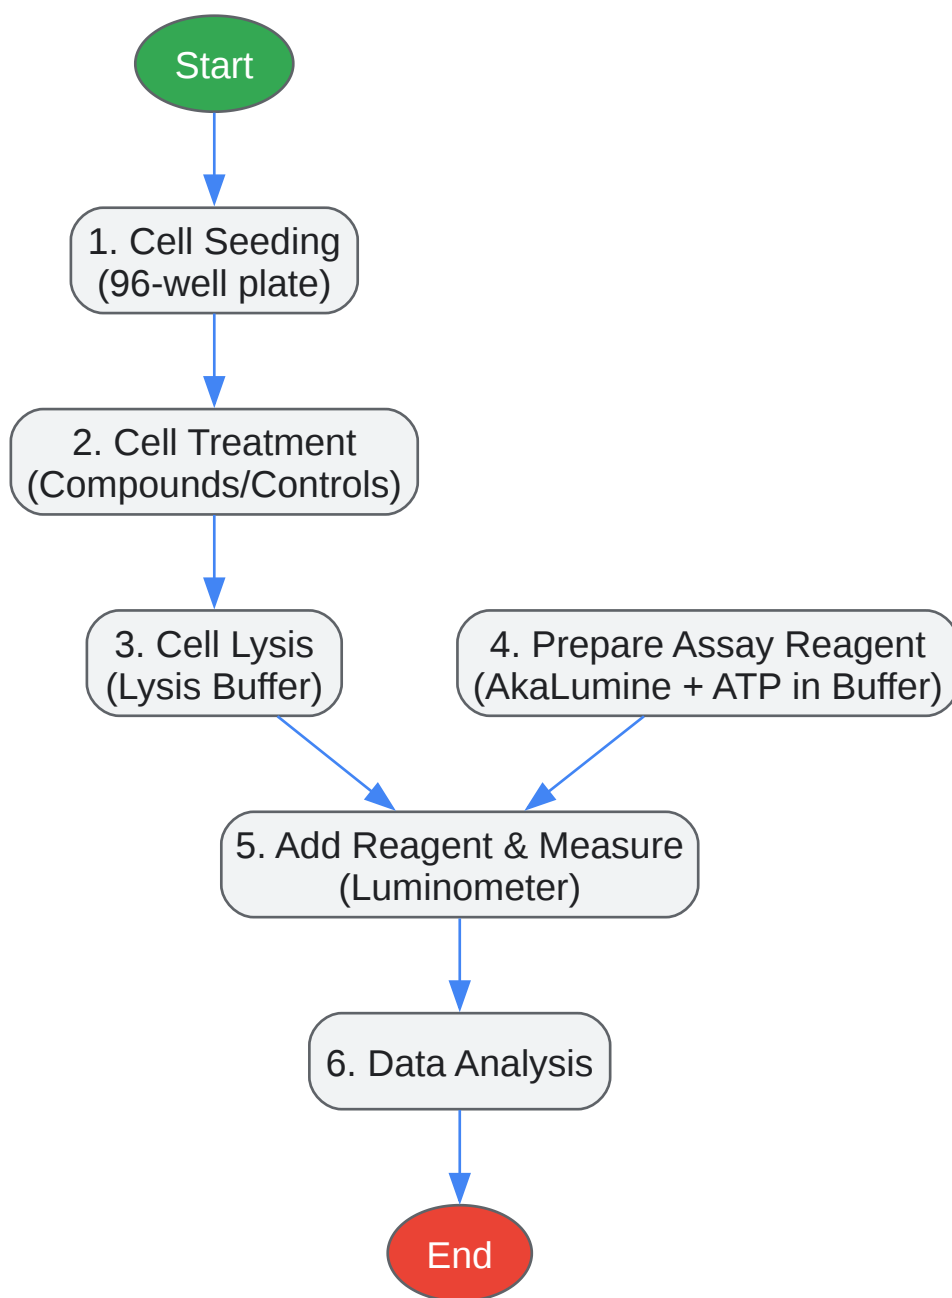 Start
1. Cell Seeding
(96-well plate)
2. Cell Treatment
(Compounds/Controls)
3. Cell Lysis
(Lysis Buffer)
4. Prepare Assay Reagent
(AkaLumine + ATP in Buffer)
5. Add Reagent & Measure
(Luminometer)
6. Data Analysis
End